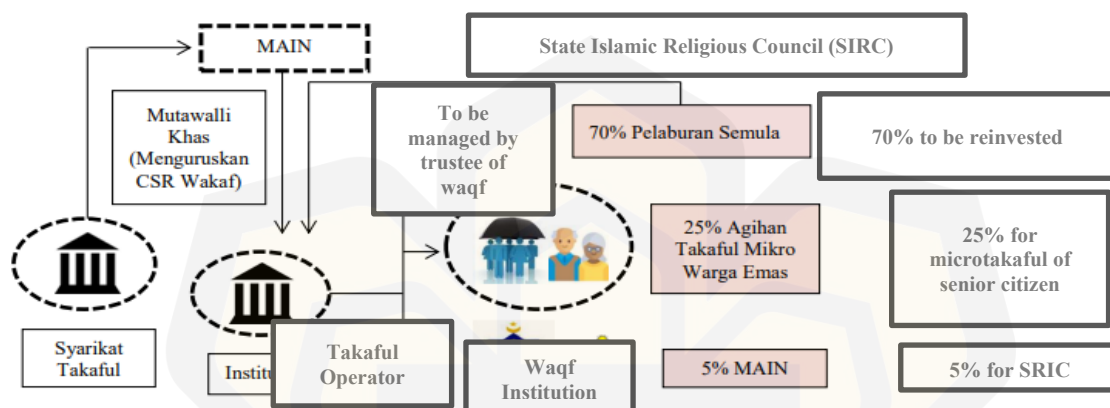 MAIN
State Islamic Religious Council (SIRC)
Mutawalli
Khas
(Menguruskan
CSR Wakaf)
To be
managed by
trustee of
waqf
70% Pelaburan Semula
70% to be reinvested
25% Agihan
Takaful Mikro
Warga Emas
25% for
microtakaful of
senior citizen
Syarikat
Takaful
Takaful
Operator
Waqf
Institution
5% MAIN
5% for SRIC